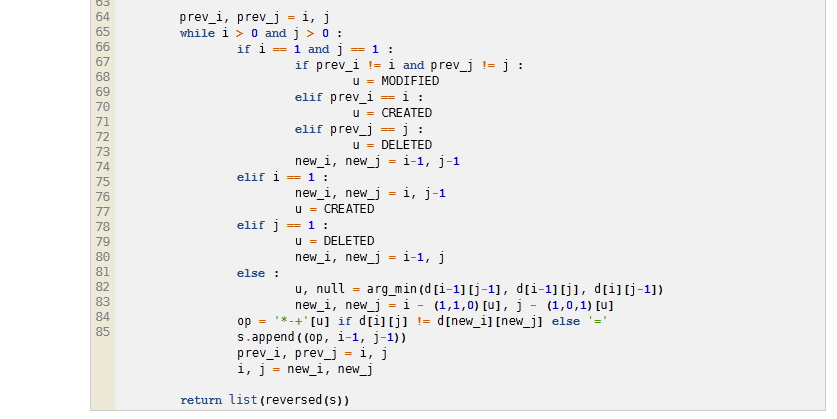 63
64 prev_i, prev_j = i, j
65 while i > 0 and j > 0 :
66 if i == 1 and j == 1 :
67 if prev_i != i and prev_j != j :
68 u = MODIFIED
69 elif prev_i == i :
70 u = CREATED
71 elif prev_j == j :
72 u = DELETED
73 new_i, new_j = i-1, j-1
74 elif i == 1 :
75 new_i, new_j = i, j-1
76 u = CREATED
77 elif j == 1 :
78 u = DELETED
79 new_i, new_j = i-1, j
80 else :
81 u, null = arg_min(d[i-1][j-1], d[i-1][j], d[i][j-1])
82 new_i, new_j = i - (1,1,0)[u], j - (1,0,1)[u]
83 op = '*-+'[u] if d[i][j] != d[new_i][new_j] else '='
84 s.append((op, i-1, j-1))
85 prev_i, prev_j = i, j
i, j = new_i, new_j
return list(reversed(s))